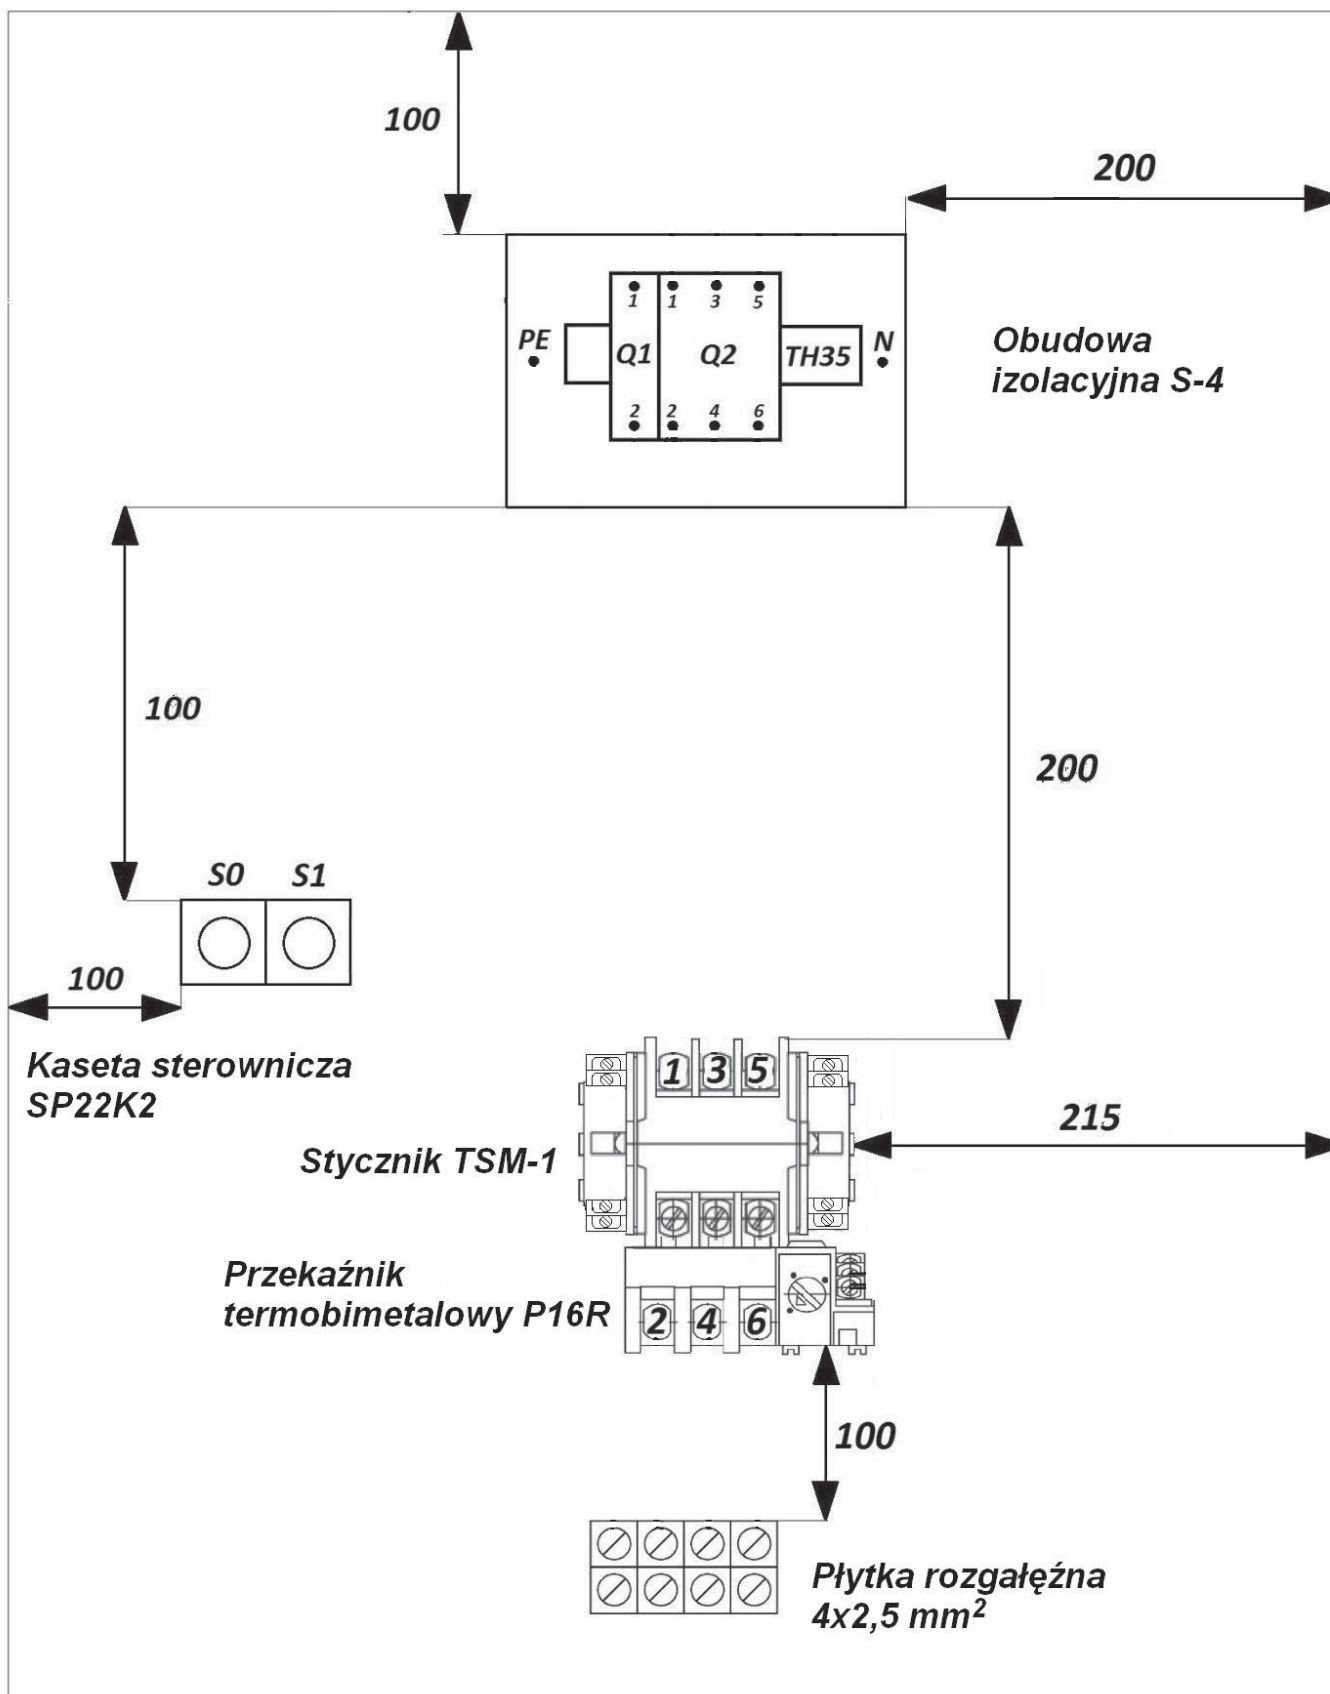 100
200
1 1 3 5
PE Q1 Q2 TH35 N
2 2 4 6
Obudowa
izolacyjna S-4
100
200
S0 S1
100
Kaseta sterownicza
SP22K2
1 3 5
215
Stycznik TSM-1
Przekaźnik
termobimetalowy P16R
2 4 6
100
Płytka rozgałęźna
4x2,5 mm²